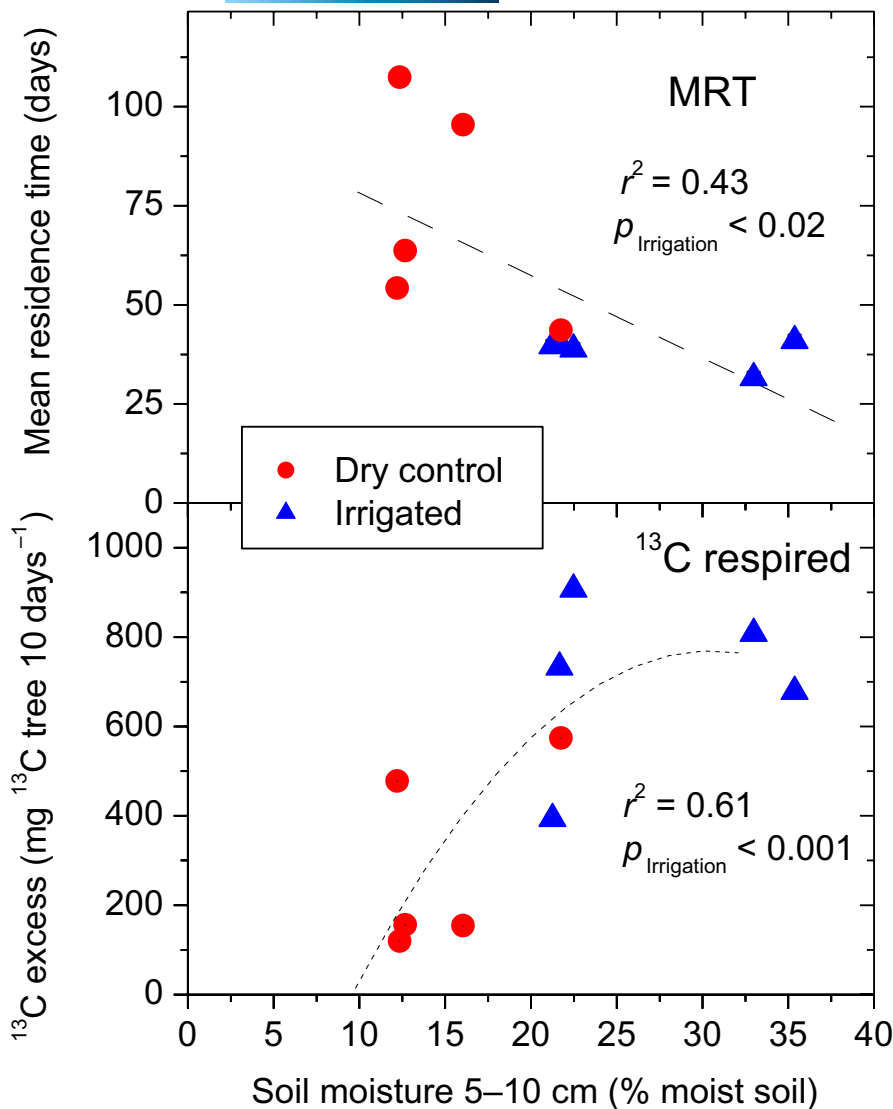 Mean residence time (days)
100
75
50
25
0
MRT
r² = 0.43
p Irrigation < 0.02
Dry control
Irrigated
¹³C excess (mg ¹³C tree 10 days⁻¹)
1000
800
600
400
200
0
¹³C respired
r² = 0.61
p Irrigation < 0.001
0 5 10 15 20 25 30 35 40
Soil moisture 5–10 cm (% moist soil)